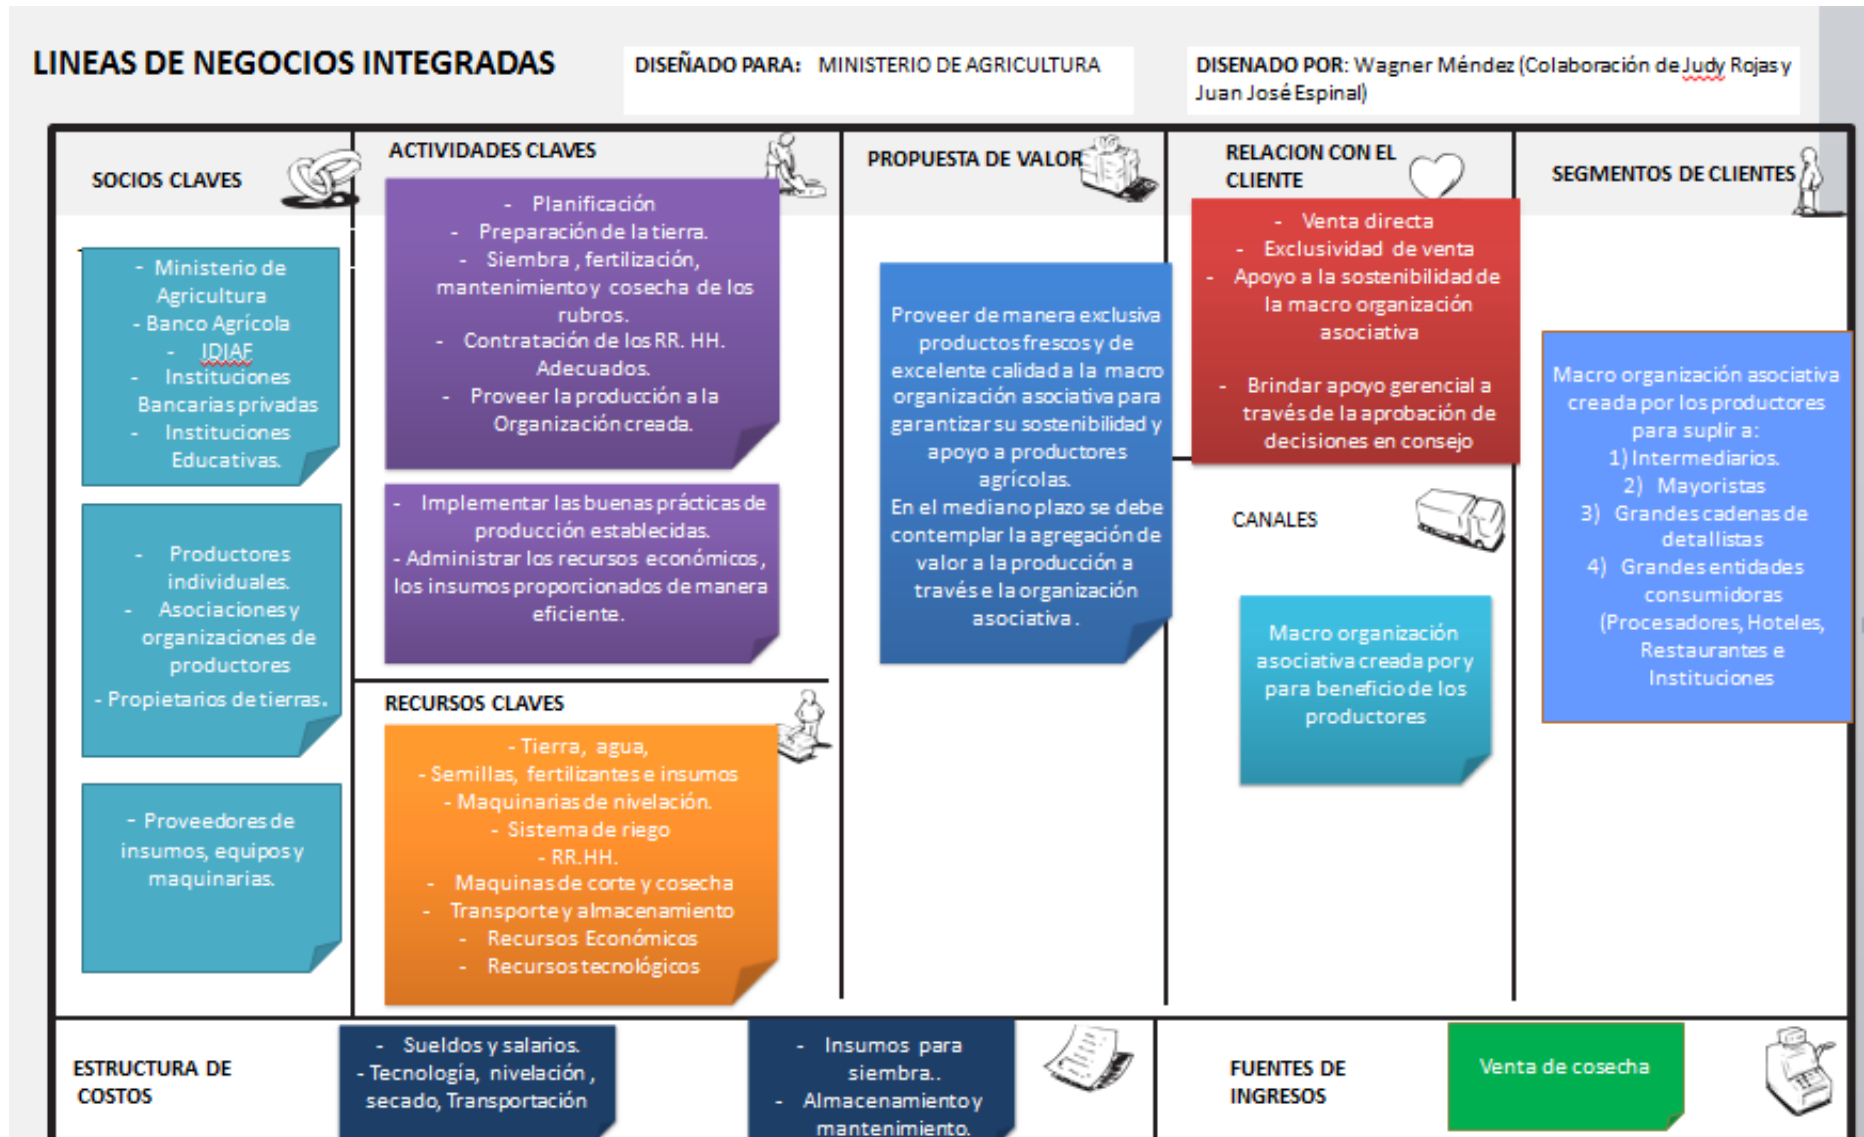 LINEAS DE NEGOCIOS INTEGRADAS
DISEÑADO PARA: MINISTERIO DE AGRICULTURA
DISENADO POR: Wagner Méndez (Colaboración de Judy Rojas y
Juan José Espinal)
SOCIOS CLAVES
- Ministerio de
Agricultura
- Banco Agrícola
- IDIAF
- Instituciones
Bancarias privadas
- Instituciones
Educativas.
- Productores
individuales.
- Asociaciones y
organizaciones de
productores
- Propietarios de tierras.
- Proveedores de
insumos, equipos y
maquinarias.
ACTIVIDADES CLAVES
- Planificación
- Preparación de la tierra.
- Siembra , fertilización,
mantenimiento y cosecha de los
rubros.
- Contratación de los RR. HH.
Adecuados.
- Proveer la producción a la
Organización creada.
- Implementar las buenas prácticas de
producción establecidas.
- Administrar los recursos económicos,
los insumos proporcionados de manera
eficiente.
RECURSOS CLAVES
- Tierra, agua,
- Semillas, fertilizantes e insumos
- Maquinarias de nivelación.
- Sistema de riego
- RR.HH.
- Maquinas de corte y cosecha
- Transporte y almacenamiento
- Recursos Económicos
- Recursos tecnológicos
PROPUESTA DE VALOR
Proveer de manera exclusiva
productos frescos y de
excelente calidad a la macro
organización asociativa para
garantizar su sostenibilidad y
apoyo a productores
agrícolas.
En el mediano plazo se debe
contemplar la agregación de
valor a la producción a
través e la organización
asociativa .
RELACION CON EL
CLIENTE
- Venta directa
- Exclusividad de venta
- Apoyo a la sostenibilidad de
la macro organización
asociativa
- Brindar apoyo gerencial a
través de la aprobación de
decisiones en consejo
CANALES
Macro organización
asociativa creada por y
para beneficio de los
productores
SEGMENTOS DE CLIENTES
Macro organización asociativa
creada por los productores
para suplir a:
1) Intermediarios.
2) Mayoristas
3) Grandes cadenas de
detallistas
4) Grandes entidades
consumidoras
(Procesadores, Hoteles,
Restaurantes e
Instituciones
ESTRUCTURA DE
COSTOS
- Sueldos y salarios.
- Tecnología, nivelación ,
secado, Transportación
- Insumos para
siembra..
- Almacenamiento y
mantenimiento.
FUENTES DE
INGRESOS
Venta de cosecha